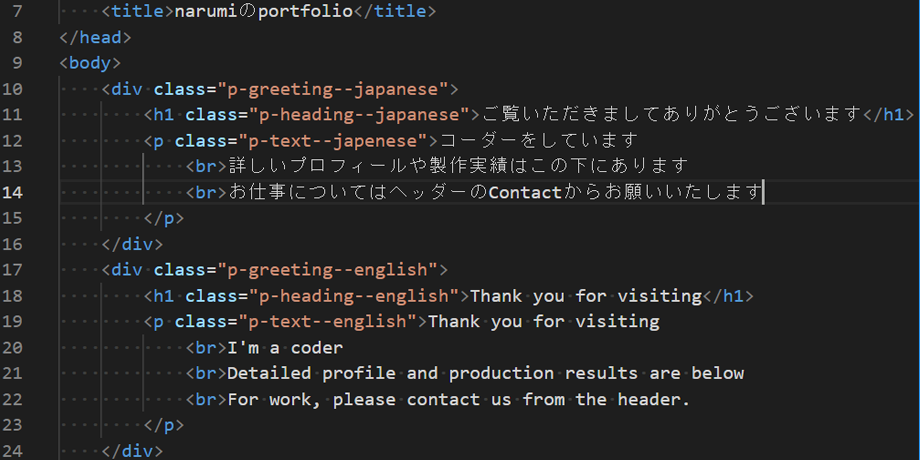 7 <title>narumiのportfolio</title>
8 </head>
9 <body>
10 <div class="p-greeting--japanese">
11 <h1 class="p-heading--japanese">ご覧いただきましてありがとうございます</h1>
12 <p class="p-text--japenese">コーダーをしています
13 <br>詳しいプロフィールや製作実績はこの下にあります
14 <br>お仕事についてはヘッダーのContactからお願いいたします
15 </p>
16 </div>
17 <div class="p-greeting--english">
18 <h1 class="p-heading--english">Thank you for visiting</h1>
19 <p class="p-text--english">Thank you for visiting
20 <br>I'm a coder
21 <br>Detailed profile and production results are below
22 <br>For work, please contact us from the header.
23 </p>
24 </div>